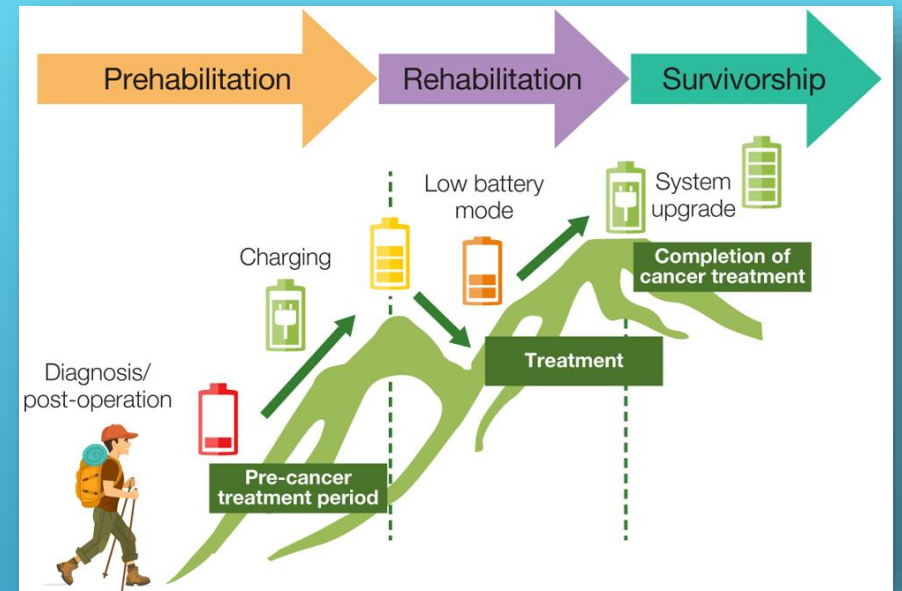 Prehabilitation
Rehabilitation
Survivorship
Low battery
mode
System
upgrade
Charging
Completion of
cancer treatment
Treatment
Diagnosis/
post-operation
Pre-cancer
treatment period